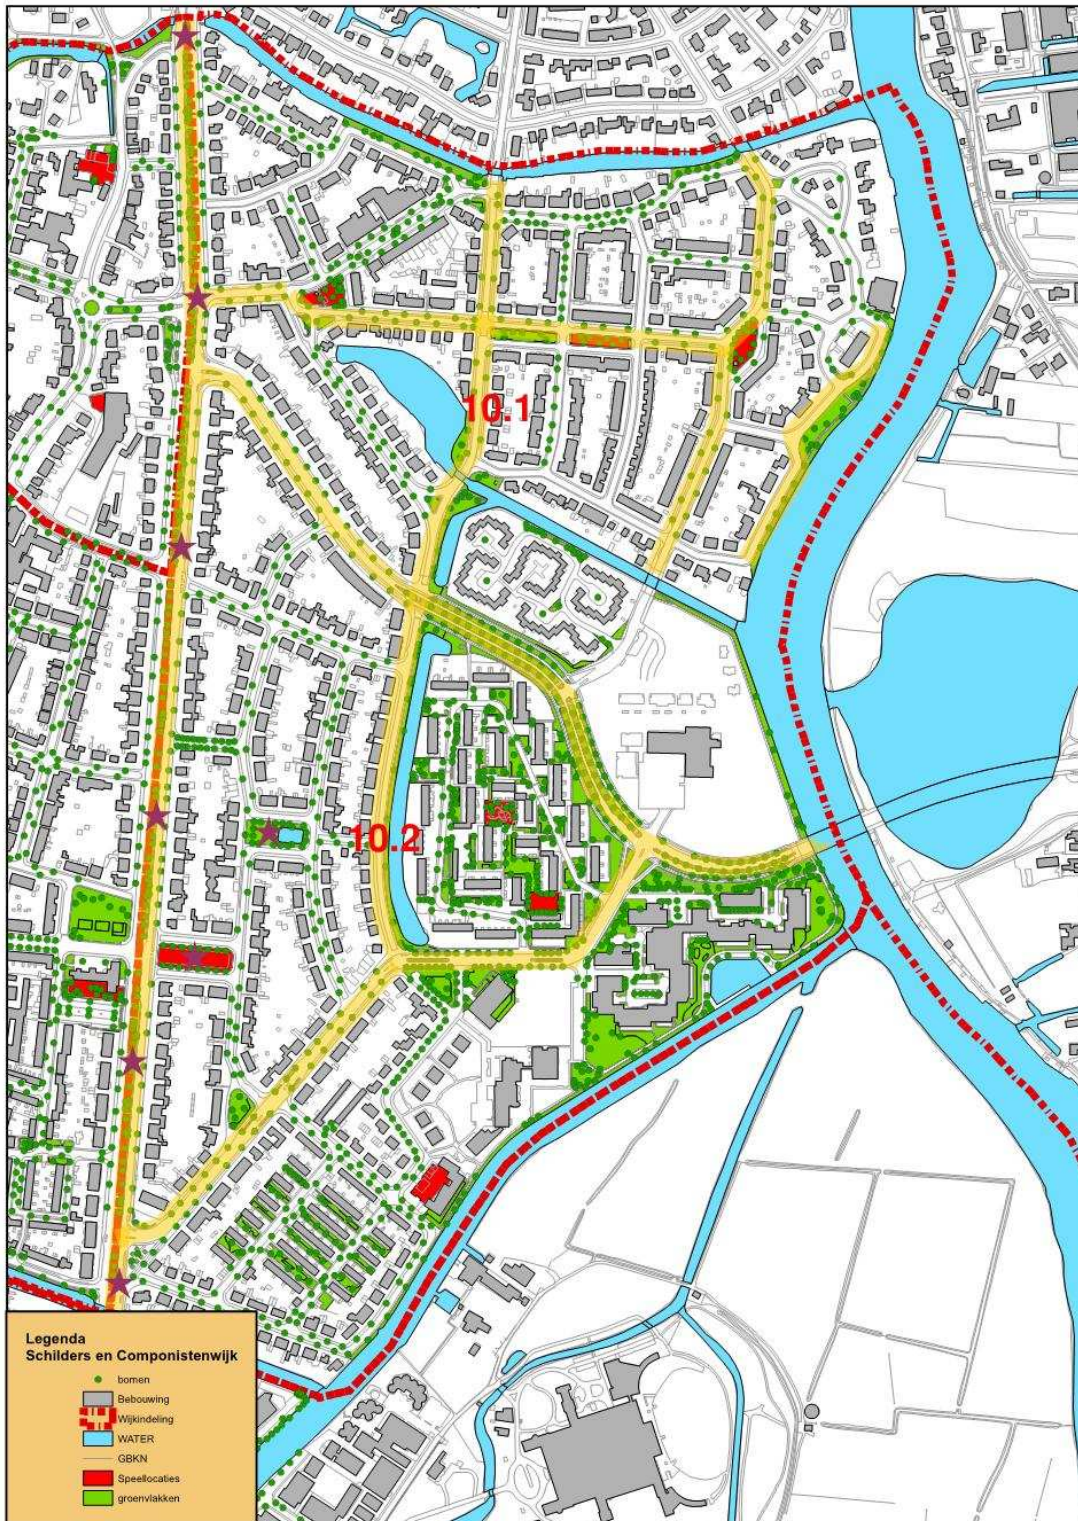 10.1
10.2
Legenda
Schilders en Componistenwijk
bomen
Bebouwing
Wijkindeling
WATER
GBKN
Speellocaties
groenvlakken